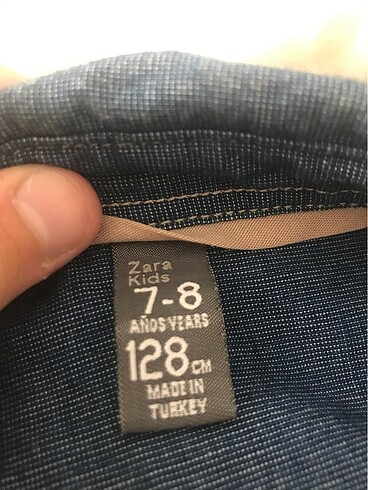 Zara
Kids
7-8
AÑOS-YEARS
128 CM
MADE IN
TURKEY